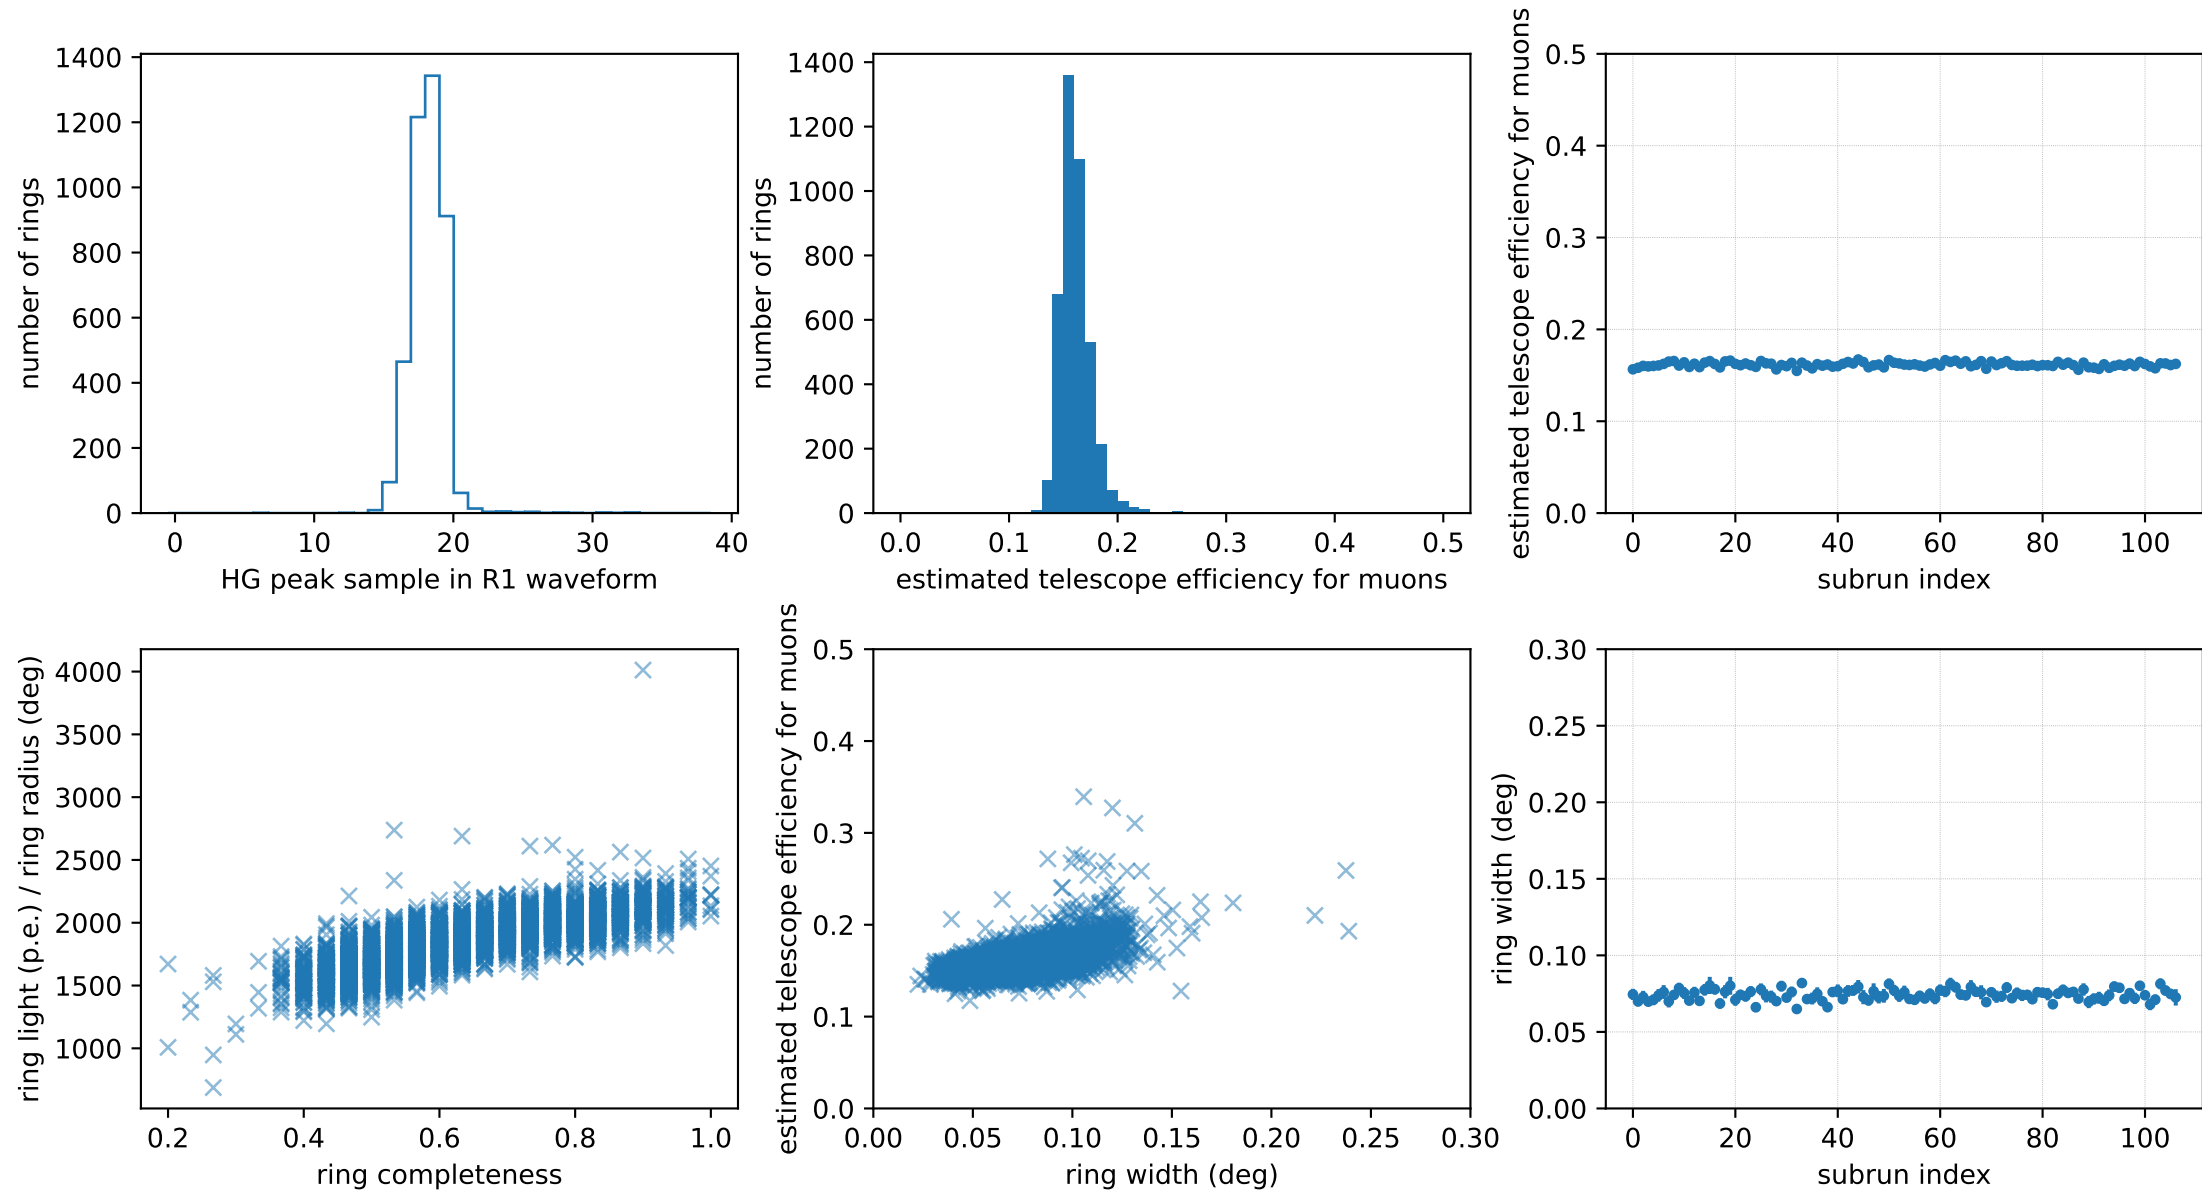 number of rings
1400
1200
1000
800
600
400
200
0
0 10 20 30 40
HG peak sample in R1 waveform
number of rings
1400
1200
1000
800
600
400
200
0
0.0 0.1 0.2 0.3 0.4 0.5
estimated telescope efficiency for muons
estimated telescope efficiency for muons
0.5
0.4
0.3
0.2
0.1
0.0
0 20 40 60 80 100
subrun index
ring light (p.e.) / ring radius (deg)
4000
3500
3000
2500
2000
1500
1000
0.2 0.4 0.6 0.8 1.0
ring completeness
estimated telescope efficiency for muons
0.5
0.4
0.3
0.2
0.1
0.0
0.00 0.05 0.10 0.15 0.20 0.25 0.30
ring width (deg)
ring width (deg)
0.30
0.25
0.20
0.15
0.10
0.05
0.00
0 20 40 60 80 100
subrun index